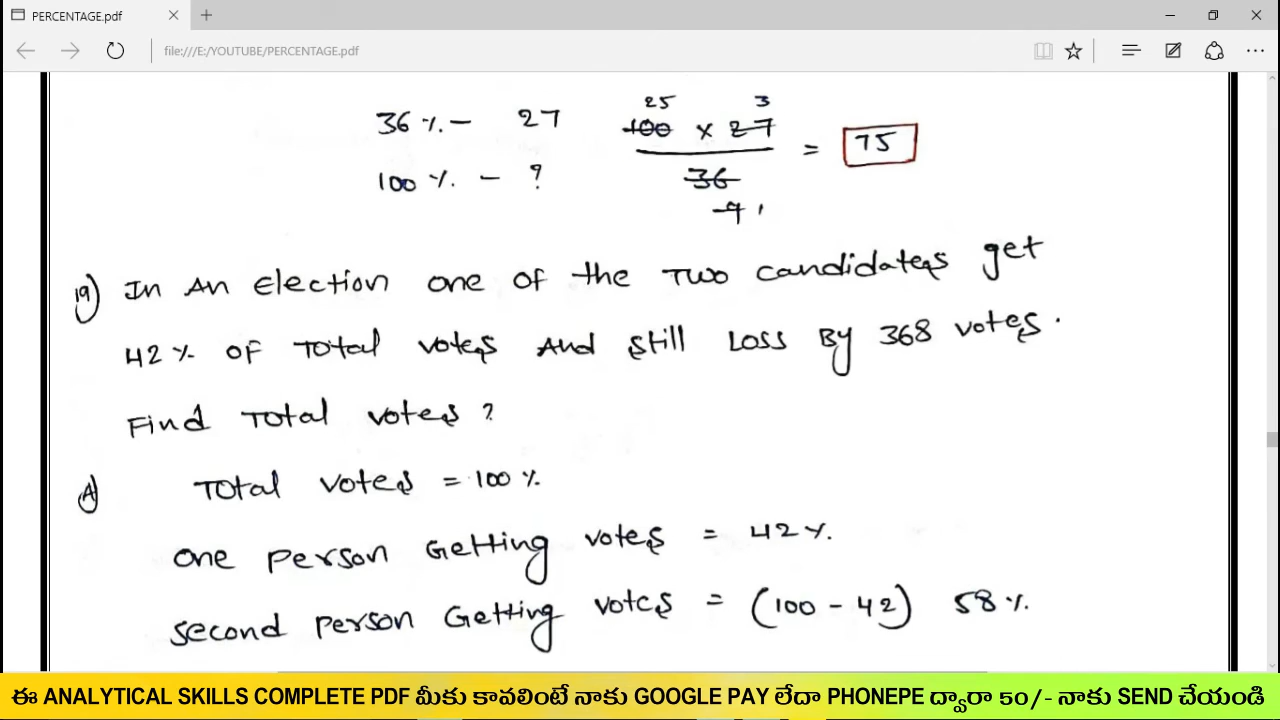 PERCENTAGE.pdf
file:///E:/YOUTUBE/PERCENTAGE.pdf
36% - 27
100% - ?
25 3
100 x 27
36
9 1
= 75
19) In An Election one of the Two candidates get
42% of Total votes And still Loss By 368 votes.
Find Total votes?
A) Total votes = 100%
One person Getting votes = 42%.
Second person Getting votes = (100 - 42) 58%.
ఈ ANALYTICAL SKILLS COMPLETE PDF మీకు కావలింటే నాకు GOOGLE PAY లేదా PHONEPE ద్వారా 50/- నాకు SEND చేయండి